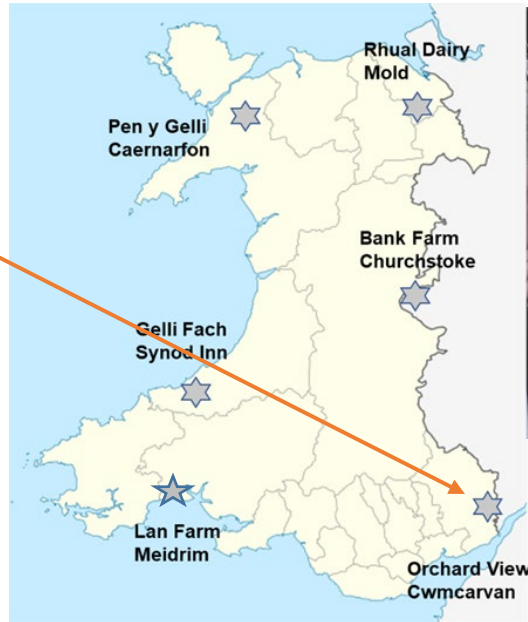 Rhual Dairy
Mold
Pen y Gelli
Caernarfon
Bank Farm
Churchstoke
Gelli Fach
Synod Inn
Lan Farm
Meidrim
Orchard View
Cwmcarvan